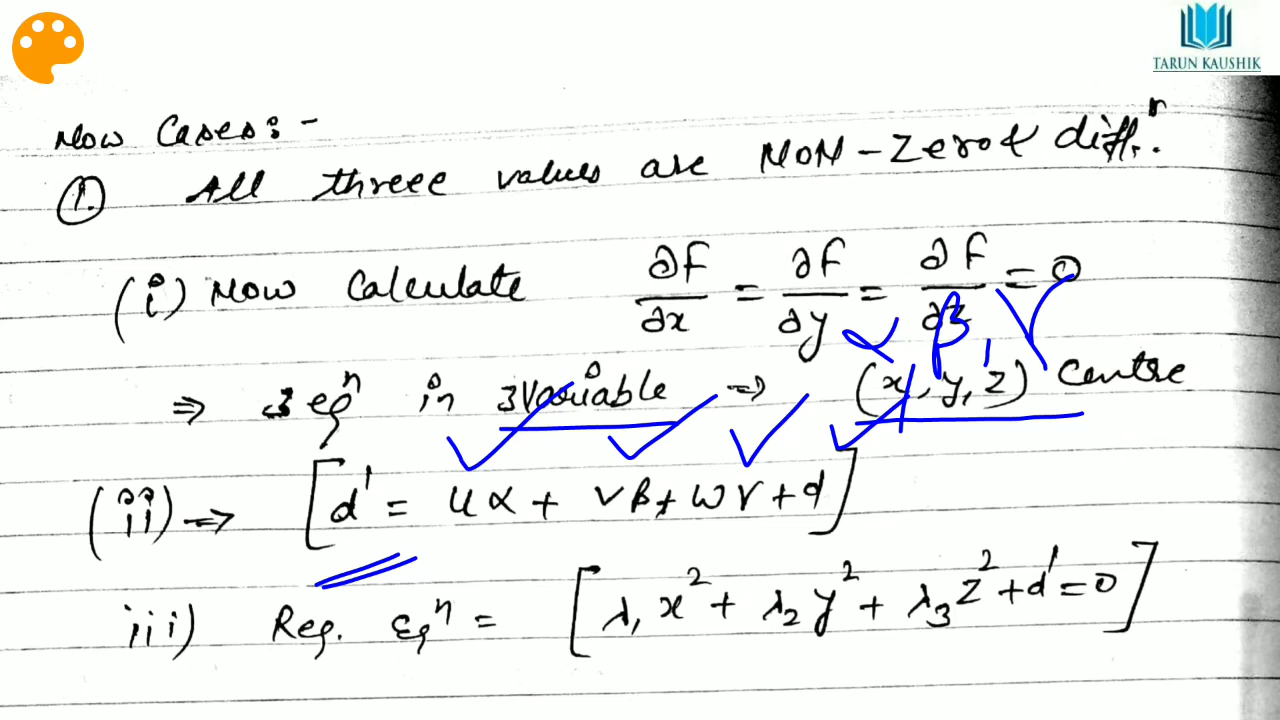 TARUN KAUSHIK
Now Cases:-
①. All threee values are NON-Zero & diffr.
(i) Now Calculate ∂F/∂x = ∂F/∂y = ∂F/∂z = 0
α β, γ
⇒ 3 eqⁿ in 3 Variable ⇒ (x, y, z) centre
(ii) → [d' = uα + vβ + wγ + d]
iii) Req. Eqⁿ = [λ₁x² + λ₂y² + λ₃z² + d' = 0]